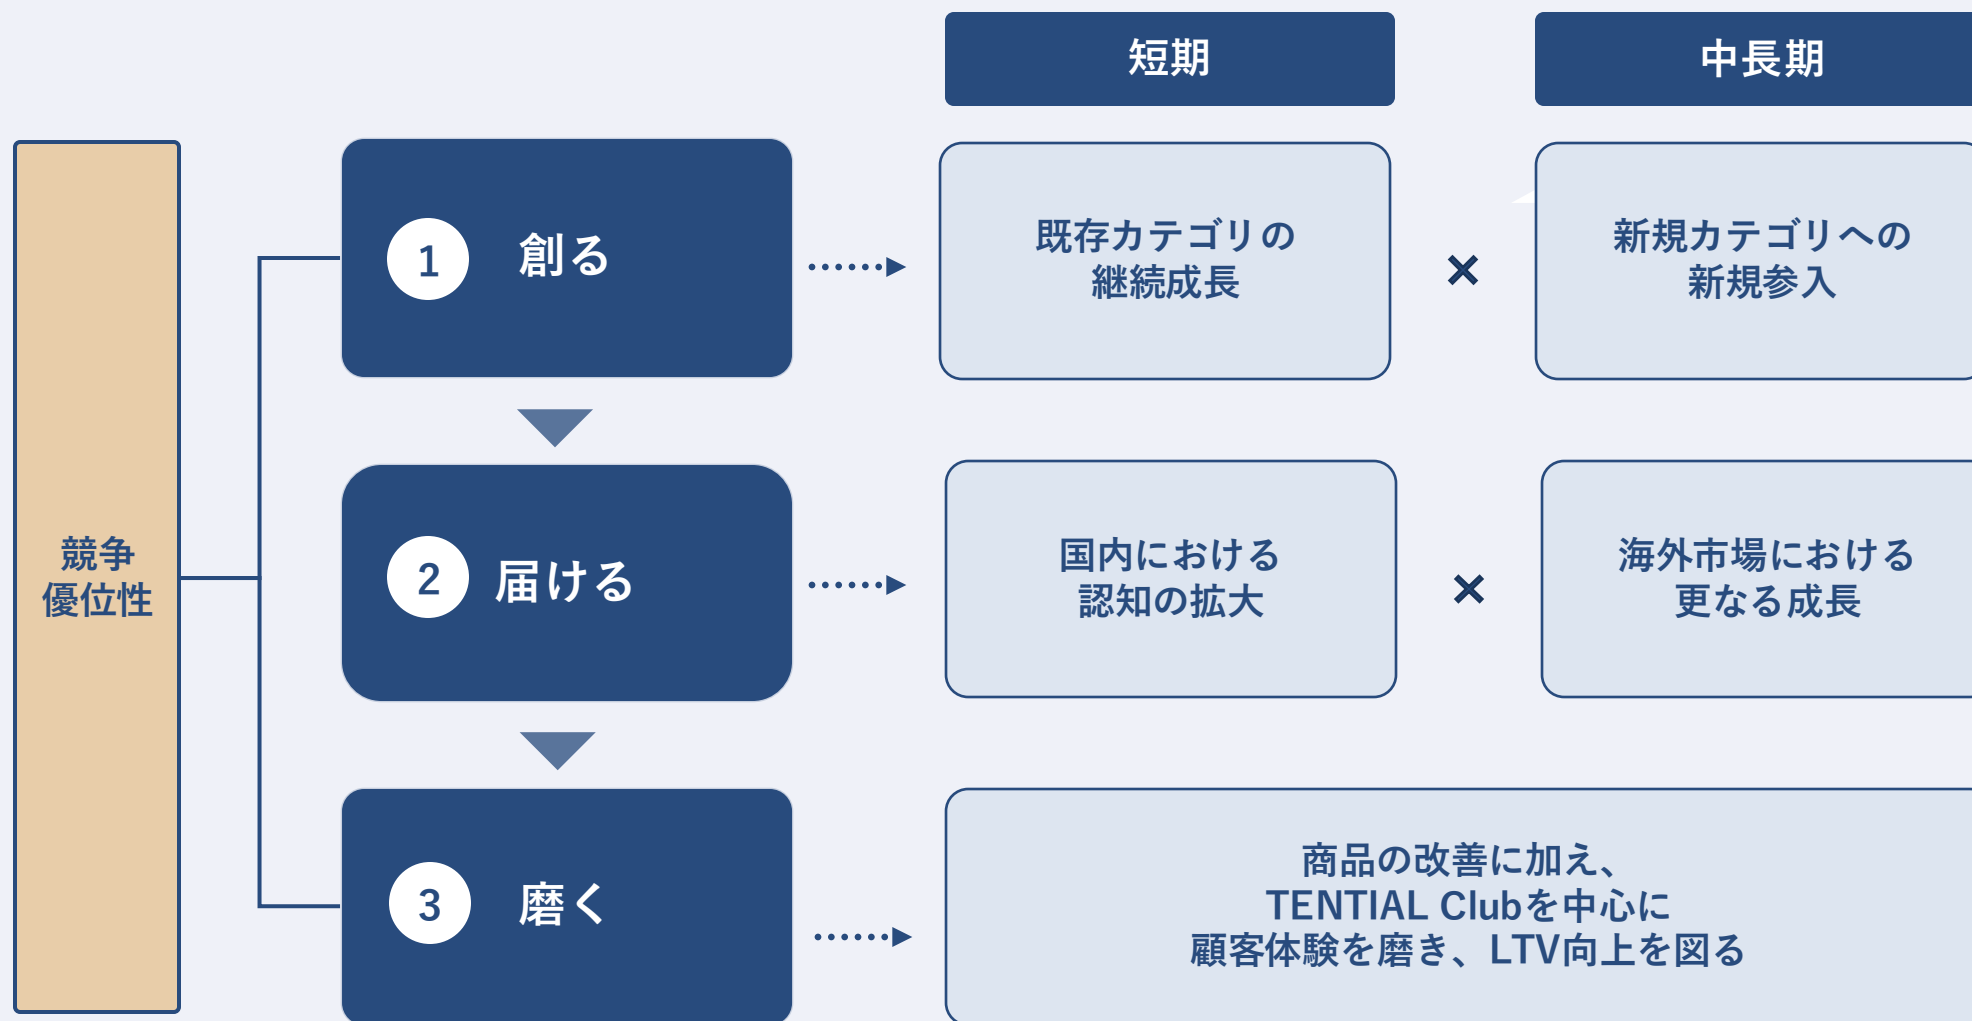 短期
中長期
競争
優位性
1
創る
既存カテゴリの
継続成長
×
新規カテゴリへの
新規参入
2
届ける
国内における
認知の拡大
×
海外市場における
更なる成長
3
磨く
商品の改善に加え、
TENTIAL Clubを中心に
顧客体験を磨き、LTV向上を図る